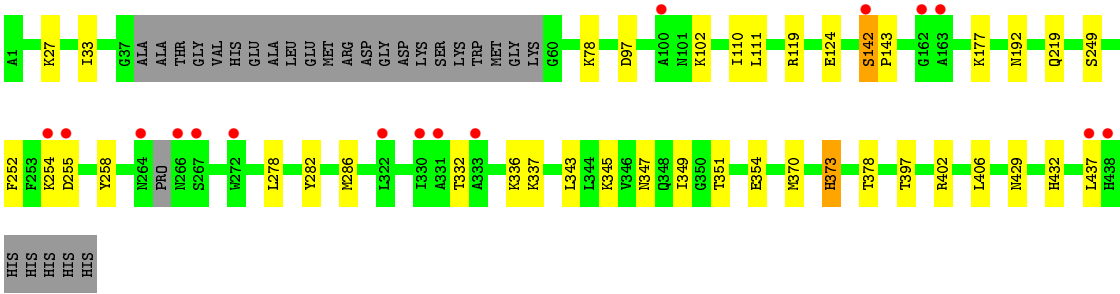 A1 K27 I33 G37 ALA ALA THR GLY VAL HIS GLU ALA LEU GLU MET ARG ASP GLY ASP LYS SER LYS TRP MET GLY LYS G60 K78 D97 A100 N101 K102 I110 L111 R119 E124 S142 P143 G162 A163 K177 N192 Q219 S249
F252 F253 K254 D255 Y258 N264 PRO N266 S267 W272 L278 Y282 M286 L322 I330 A331 T332 A333 K336 K337 L343 L344 K345 V346 N347 Q348 I349 G350 T351 E354 M370 H373 T378 T397 R402 L406 N429 H432 L437 H438
HIS HIS HIS HIS HIS